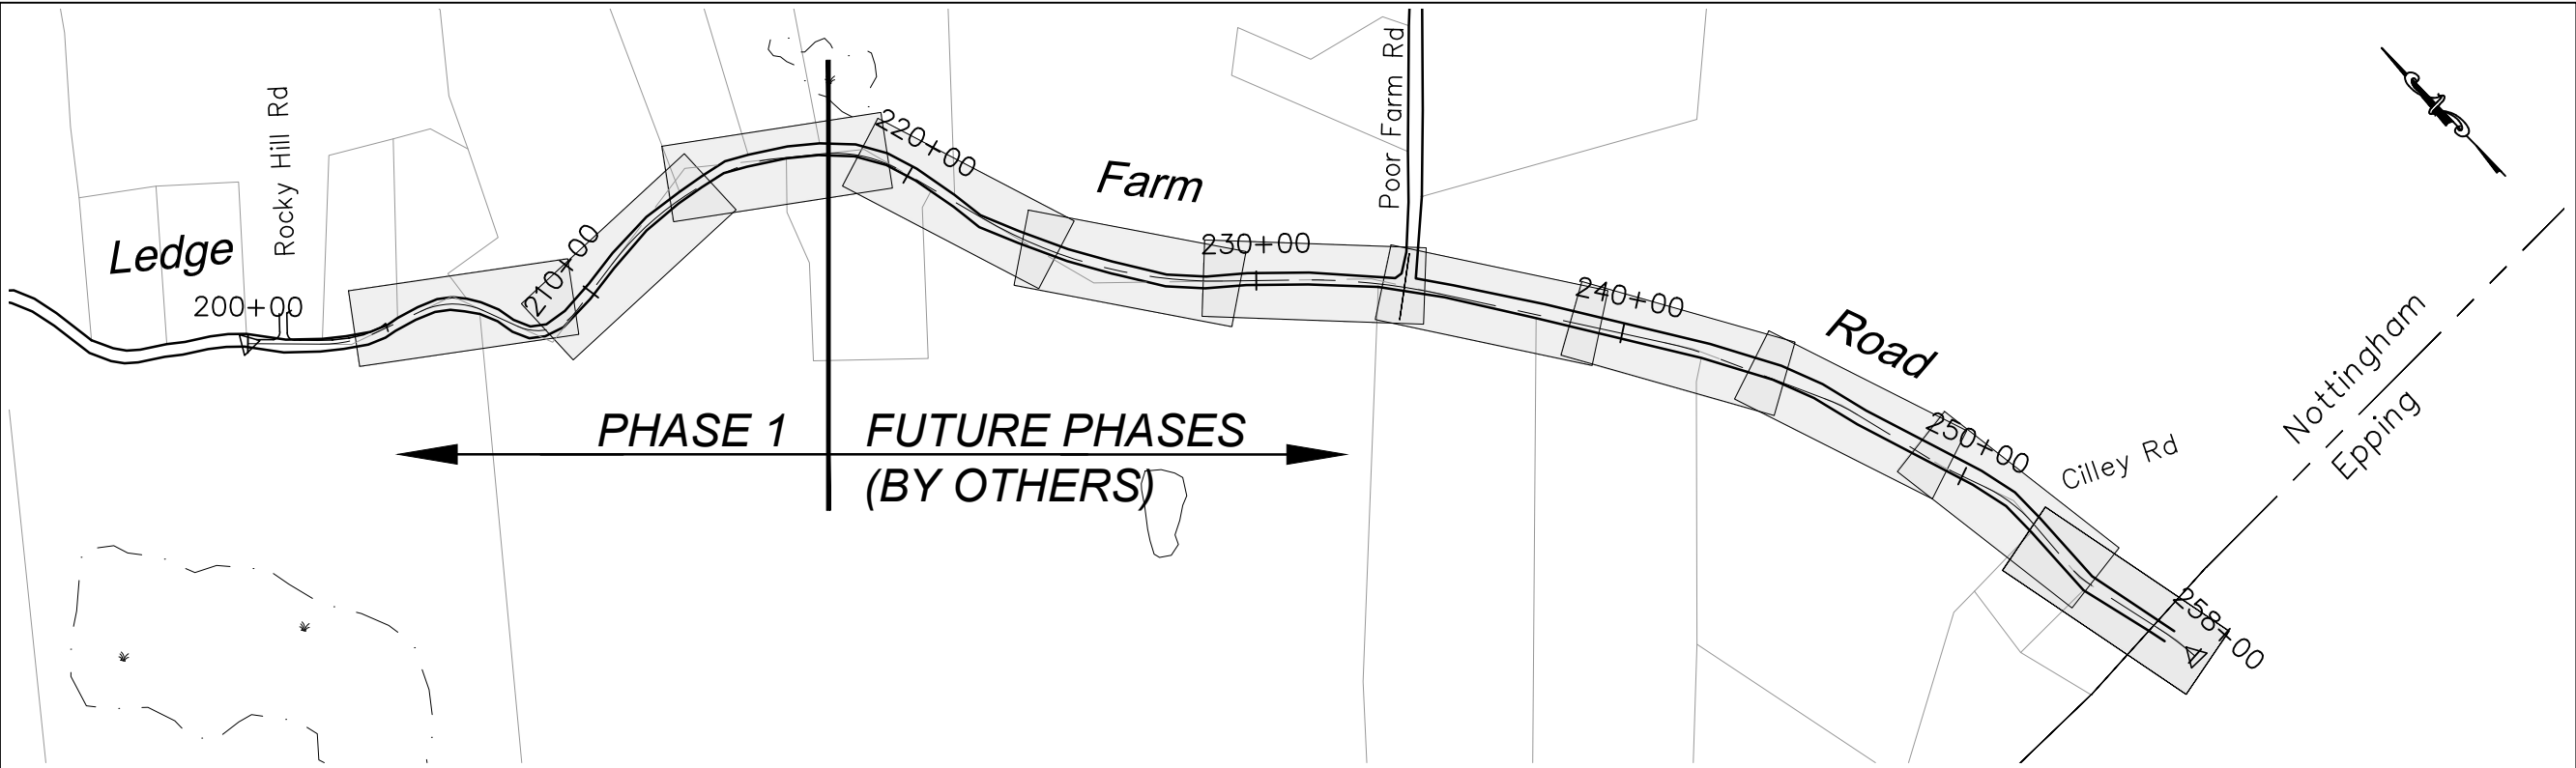 Ledge Farm Road
Rocky Hill Rd
Poor Farm Rd
Cilley Rd
200+00
210+00
220+00
230+00
240+00
250+00
258+00
PHASE 1
FUTURE PHASES
(BY OTHERS)
Nottingham
Epping